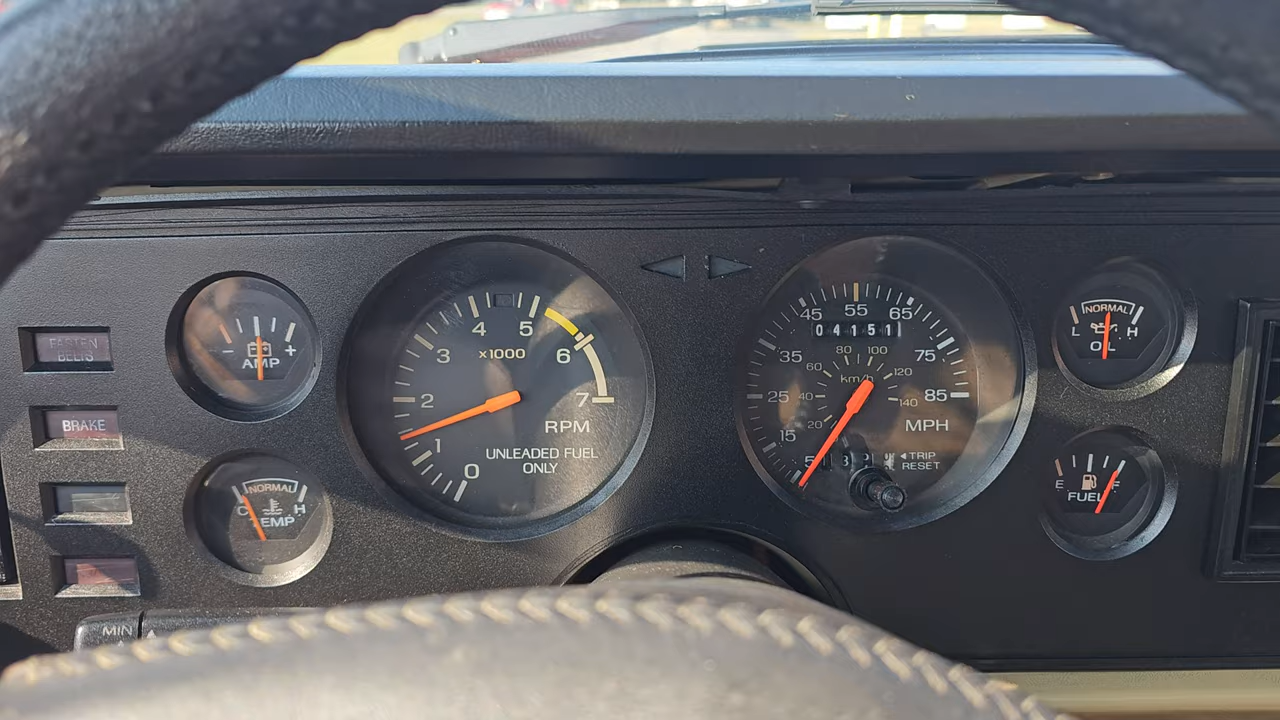 FASTEN
BELTS
BRAKE
MIN
- AMP +
NORMAL
C H
TEMP
0 1 2 3 4 5 6 7
x1000
RPM
UNLEADED FUEL
ONLY
5 15 25 35 45 55 65 75 85
04151
20 40 60 80 100 120 140
km/h
MPH
TRIP
RESET
NORMAL
L H
OIL
E F
FUEL